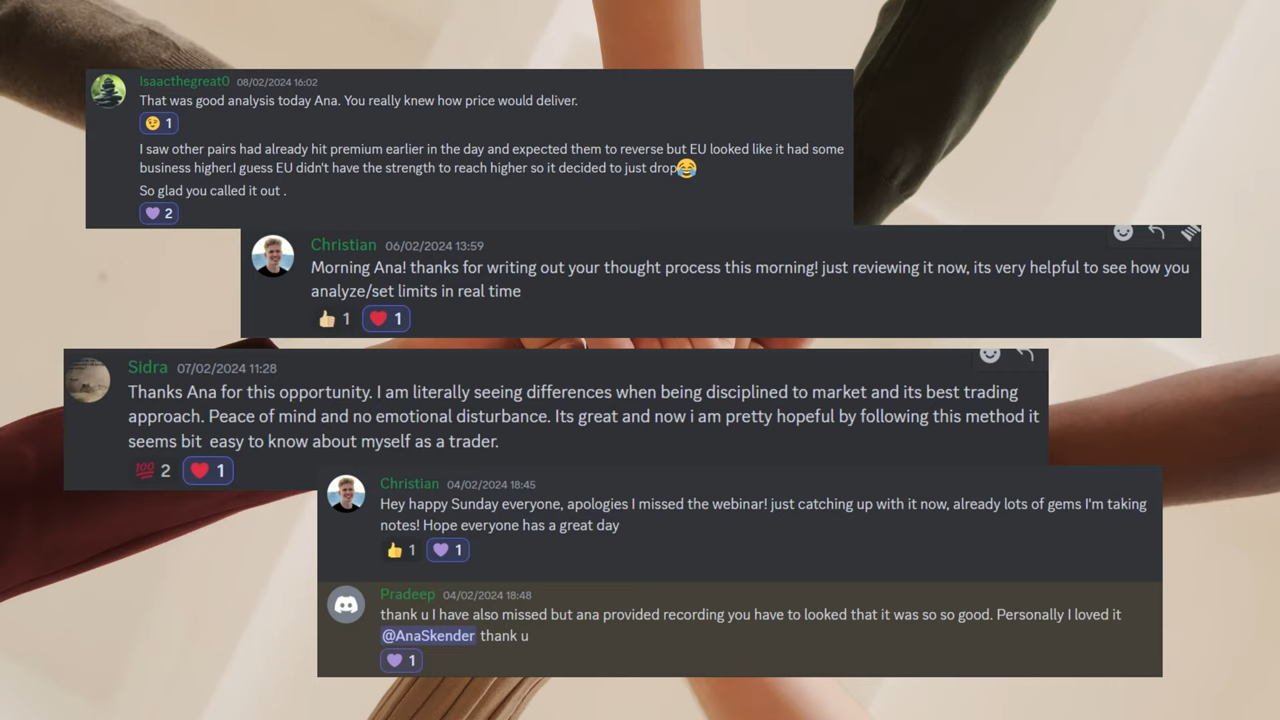 Isaacthegreat0 08/02/2024 16:02
That was good analysis today Ana. You really knew how price would deliver.
😉 1
I saw other pairs had already hit premium earlier in the day and expected them to reverse but EU looked like it had some
business higher.I guess EU didn't have the strength to reach higher so it decided to just drop😂
So glad you called it out .
💜 2
Christian 06/02/2024 13:59
Morning Ana! thanks for writing out your thought process this morning! just reviewing it now, its very helpful to see how you
analyze/set limits in real time
👍🏻 1 ❤️ 1
Sidra 07/02/2024 11:28
Thanks Ana for this opportunity. I am literally seeing differences when being disciplined to market and its best trading
approach. Peace of mind and no emotional disturbance. Its great and now i am pretty hopeful by following this method it
seems bit easy to know about myself as a trader.
💯 2 ❤️ 1
Christian 04/02/2024 18:45
Hey happy Sunday everyone, apologies I missed the webinar! just catching up with it now, already lots of gems I'm taking
notes! Hope everyone has a great day
👍 1 💜 1
Pradeep 04/02/2024 18:48
thank u I have also missed but ana provided recording you have to looked that it was so so good. Personally I loved it
@AnaSkender thank u
💜 1